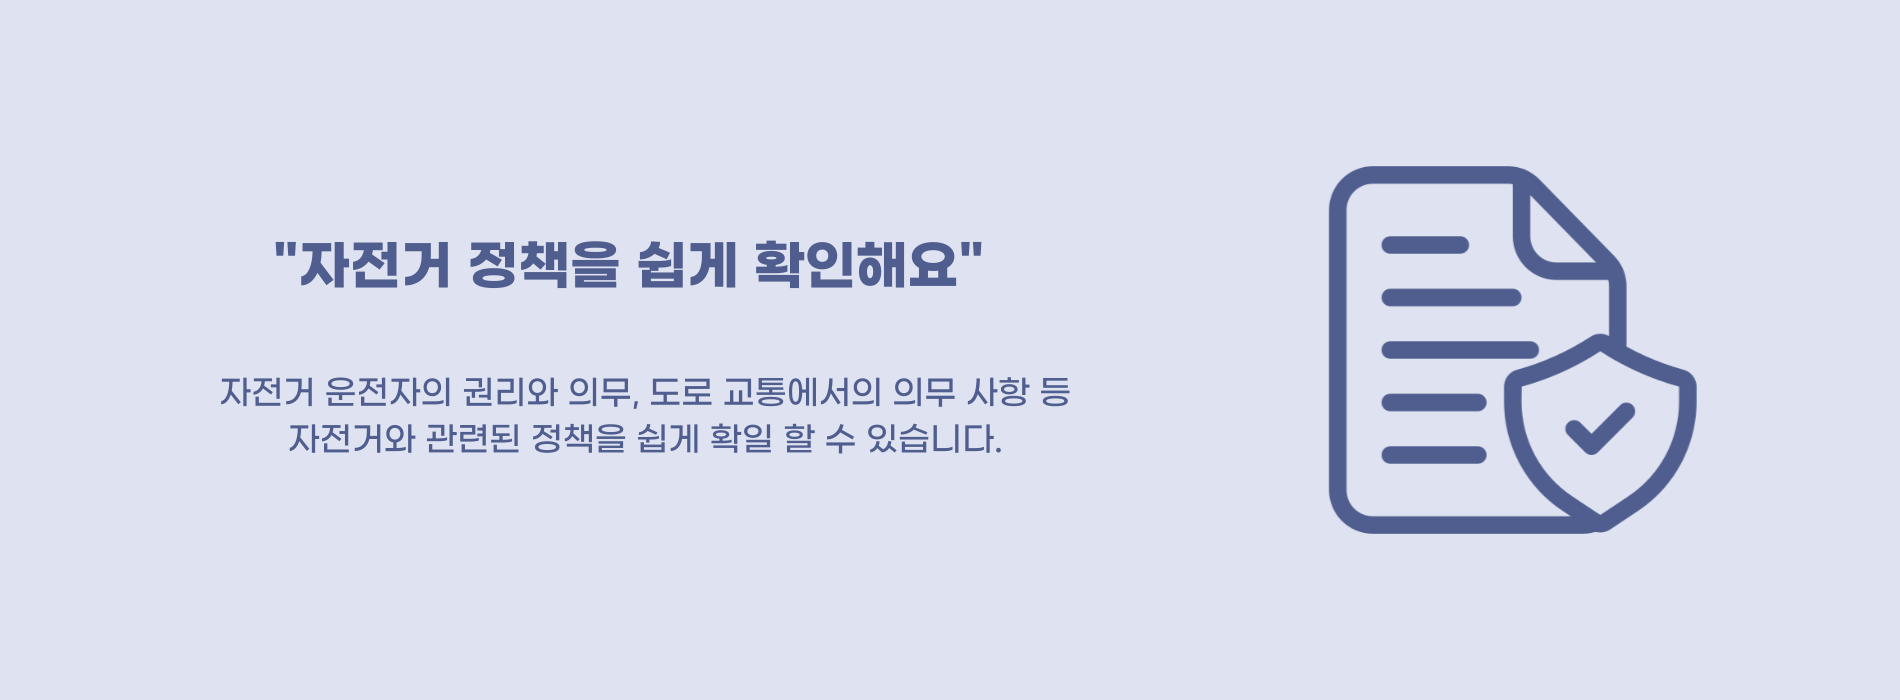 "자전거 정책을 쉽게 확인해요"
자전거 운전자의 권리와 의무, 도로 교통에서의 의무 사항 등
자전거와 관련된 정책을 쉽게 확일 할 수 있습니다.